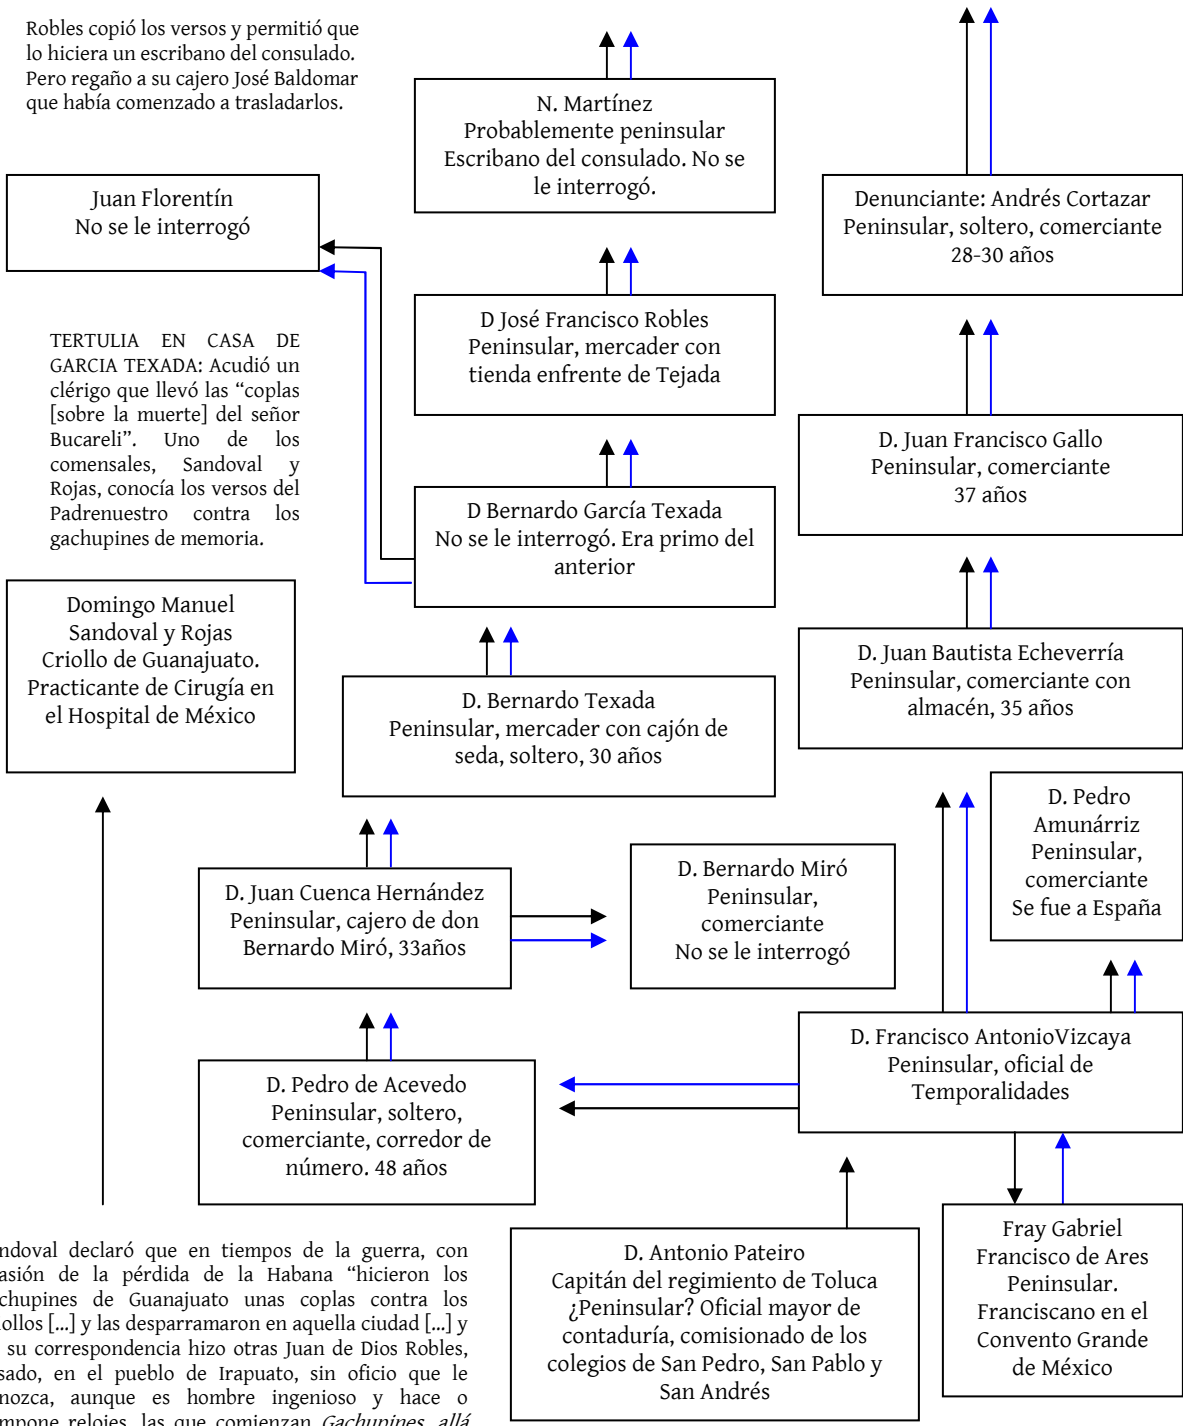 Robles copió los versos y permitió que
lo hiciera un escribano del consulado.
Pero regaño a su cajero José Baldomar
que había comenzado a trasladarlos.
N. Martínez
Probablemente peninsular
Escribano del consulado. No se
le interrogó.
Juan Florentín
No se le interrogó
Denunciante: Andrés Cortazar
Peninsular, soltero, comerciante
28-30 años
D José Francisco Robles
Peninsular, mercader con
tienda enfrente de Tejada
TERTULIA EN CASA DE
GARCIA TEXADA: Acudió un
clérigo que llevó las “coplas
[sobre la muerte] del señor
Bucareli”. Uno de los
comensales, Sandoval y
Rojas, conocía los versos del
Padrenuestro contra los
gachupines de memoria.
D. Juan Francisco Gallo
Peninsular, comerciante
37 años
D Bernardo García Texada
No se le interrogó. Era primo del
anterior
Domingo Manuel
Sandoval y Rojas
Criollo de Guanajuato.
Practicante de Cirugía en
el Hospital de México
D. Juan Bautista Echeverría
Peninsular, comerciante con
almacén, 35 años
D. Bernardo Texada
Peninsular, mercader con cajón de
seda, soltero, 30 años
D. Pedro
Amunárriz
Peninsular,
comerciante
Se fue a España
D. Juan Cuenca Hernández
Peninsular, cajero de don
Bernardo Miró, 33años
D. Bernardo Miró
Peninsular,
comerciante
No se le interrogó
D. Francisco AntonioVizcaya
Peninsular, oficial de
Temporalidades
D. Pedro de Acevedo
Peninsular, soltero,
comerciante, corredor de
número. 48 años
ndoval declaró que en tiempos de la guerra, con
asión de la pérdida de la Habana “hicieron los
chupines de Guanajuato unas coplas contra los
ollos [...] y las desparramaron en aquella ciudad [...] y
su correspondencia hizo otras Juan de Dios Robles,
sado, en el pueblo de Irapuato, sin oficio que le
nozca, aunque es hombre ingenioso y hace o
mpone relojes, las que comienzan Gachupines, allá
D. Antonio Pateiro
Capitán del regimiento de Toluca
¿Peninsular? Oficial mayor de
contaduría, comisionado de los
colegios de San Pedro, San Pablo y
San Andrés
Fray Gabriel
Francisco de Ares
Peninsular.
Franciscano en el
Convento Grande
de México